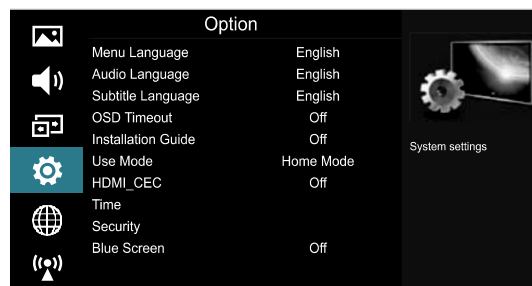 Option
Menu Language English
Audio Language English
Subtitle Language English
OSD Timeout Off
Installation Guide Off
Use Mode Home Mode
HDMI_CEC Off
Time
Security
Blue Screen Off
System settings